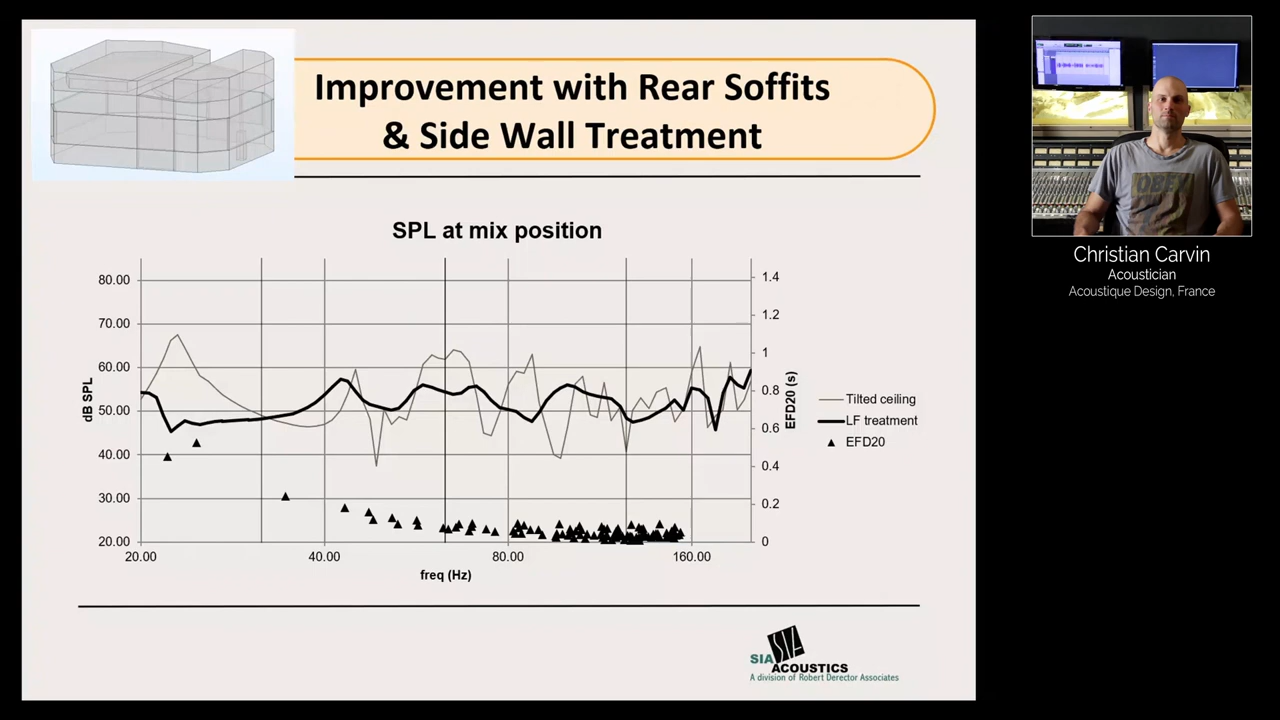 Improvement with Rear Soffits
& Side Wall Treatment
SPL at mix position
80.00
70.00
60.00
50.00
40.00
30.00
20.00
dB SPL
1.4
1.2
1
0.8
0.6
0.4
0.2
0
EFD20 (s)
20.00 40.00 80.00 160.00
freq (Hz)
Tilted ceiling
LF treatment
EFD20
SIA
ACOUSTICS
A division of Robert Derector Associates
OBEY
Christian Carvin
Acoustician
Acoustique Design, France